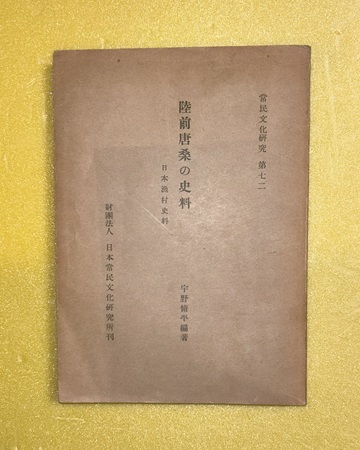 常民文化研究 第七二
陸前唐桑の史料
日本漁村史料
宇野脩平編著
財團法人 日本常民文化研究所刊